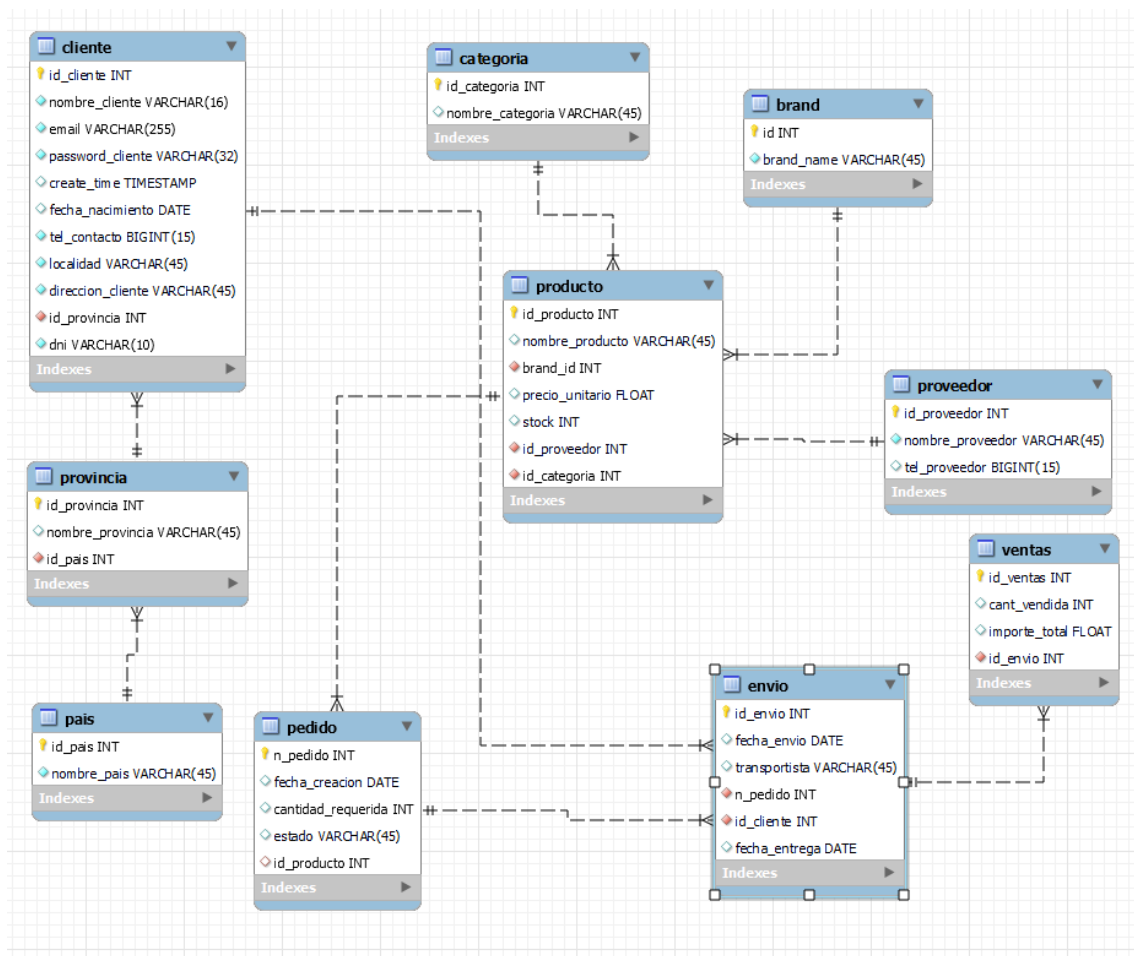 cliente
id_cliente INT
nombre_cliente VARCHAR(16)
email VARCHAR(255)
password_cliente VARCHAR(32)
create_time TIMESTAMP
fecha_nacimiento DATE
tel_contacto BIGINT(15)
localidad VARCHAR(45)
direccion_cliente VARCHAR(45)
id_provincia INT
dni VARCHAR(10)
Indexes
categoria
id_categoria INT
nombre_categoria VARCHAR(45)
Indexes
brand
id INT
brand_name VARCHAR(45)
Indexes
producto
id_producto INT
nombre_producto VARCHAR(45)
brand_id INT
precio_unitario FLOAT
stock INT
id_proveedor INT
id_categoria INT
Indexes
proveedor
id_proveedor INT
nombre_proveedor VARCHAR(45)
tel_proveedor BIGINT(15)
Indexes
provincia
id_provincia INT
nombre_provincia VARCHAR(45)
id_pais INT
Indexes
ventas
id_ventas INT
cant_vendida INT
importe_total FLOAT
id_envio INT
Indexes
pais
id_pais INT
nombre_pais VARCHAR(45)
Indexes
pedido
n_pedido INT
fecha_creacion DATE
cantidad_requerida INT
estado VARCHAR(45)
id_producto INT
Indexes
envio
id_envio INT
fecha_envio DATE
transportista VARCHAR(45)
n_pedido INT
id_cliente INT
fecha_entrega DATE
Indexes